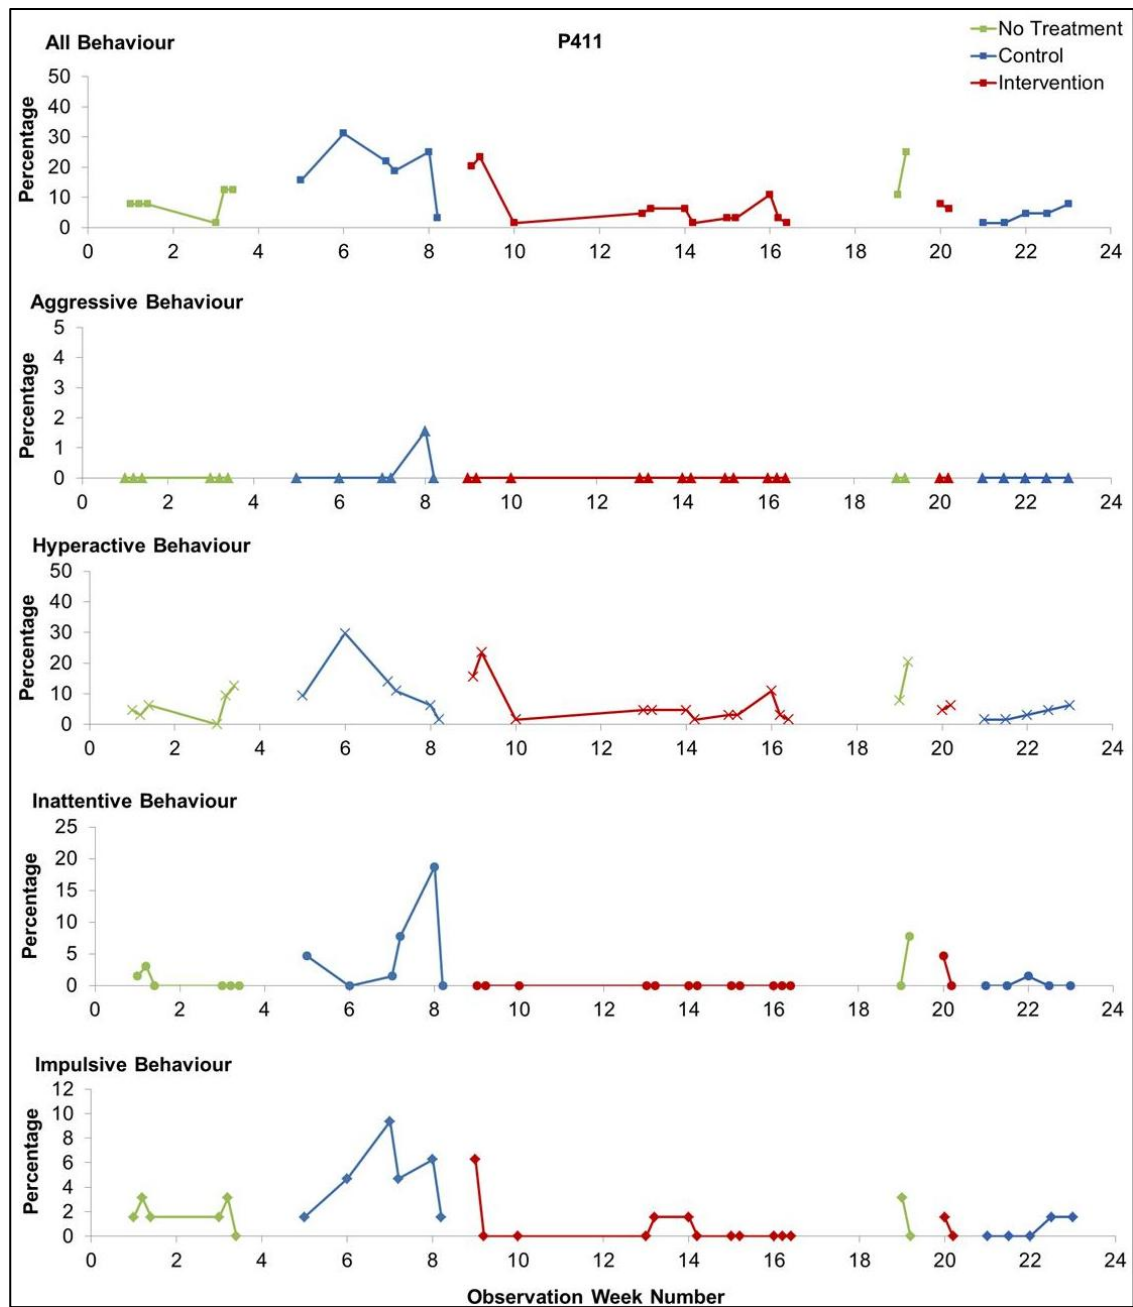 All Behaviour
P411
No Treatment
Control
Intervention
Percentage
50
40
30
20
10
0
0 2 4 6 8 10 12 14 16 18 20 22 24
Aggressive Behaviour
Percentage
5
4
3
2
1
0
0 2 4 6 8 10 12 14 16 18 20 22 24
Hyperactive Behaviour
Percentage
50
40
30
20
10
0
0 2 4 6 8 10 12 14 16 18 20 22 24
Inattentive Behaviour
Percentage
25
20
15
10
5
0
0 2 4 6 8 10 12 14 16 18 20 22 24
Impulsive Behaviour
Percentage
12
10
8
6
4
2
0
0 2 4 6 8 10 12 14 16 18 20 22 24
Observation Week Number